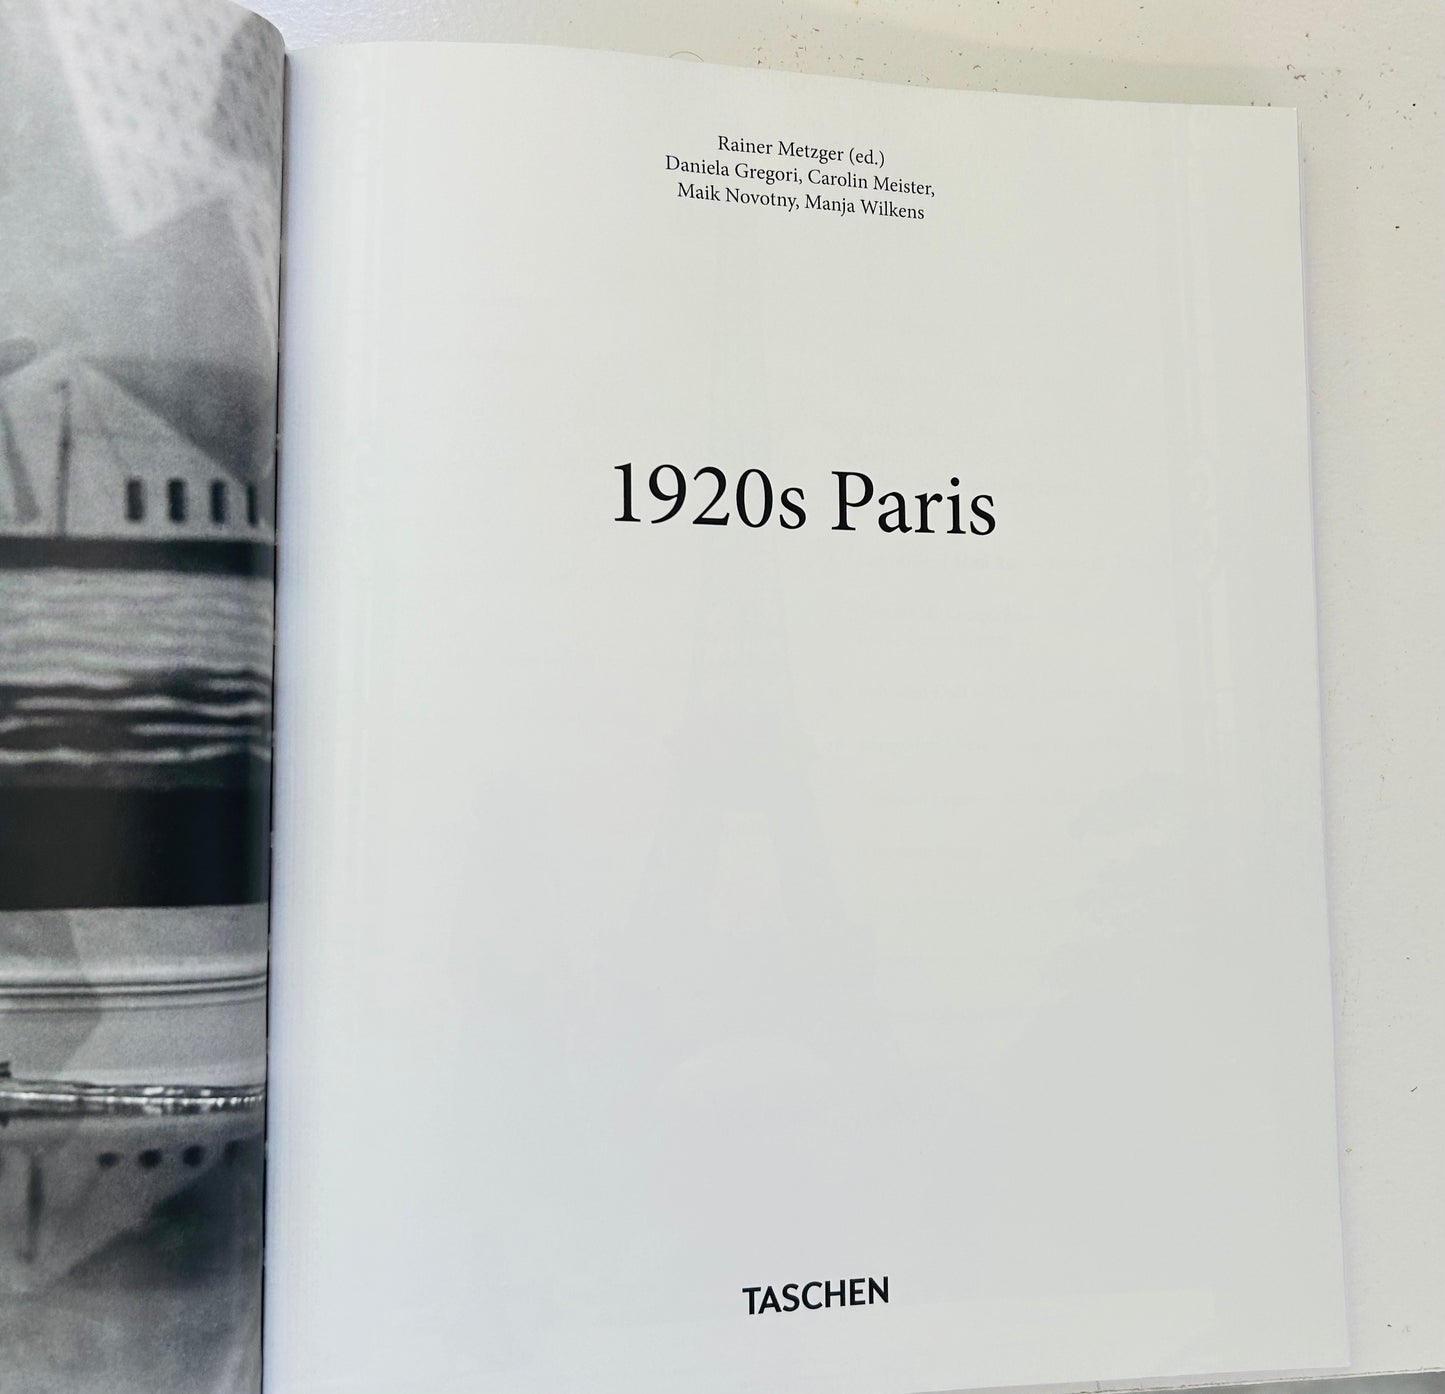 Rainer Metzger (ed.)
Daniela Gregori, Carolin Meister,
Maik Novotny, Manja Wilkens
1920s Paris
TASCHEN